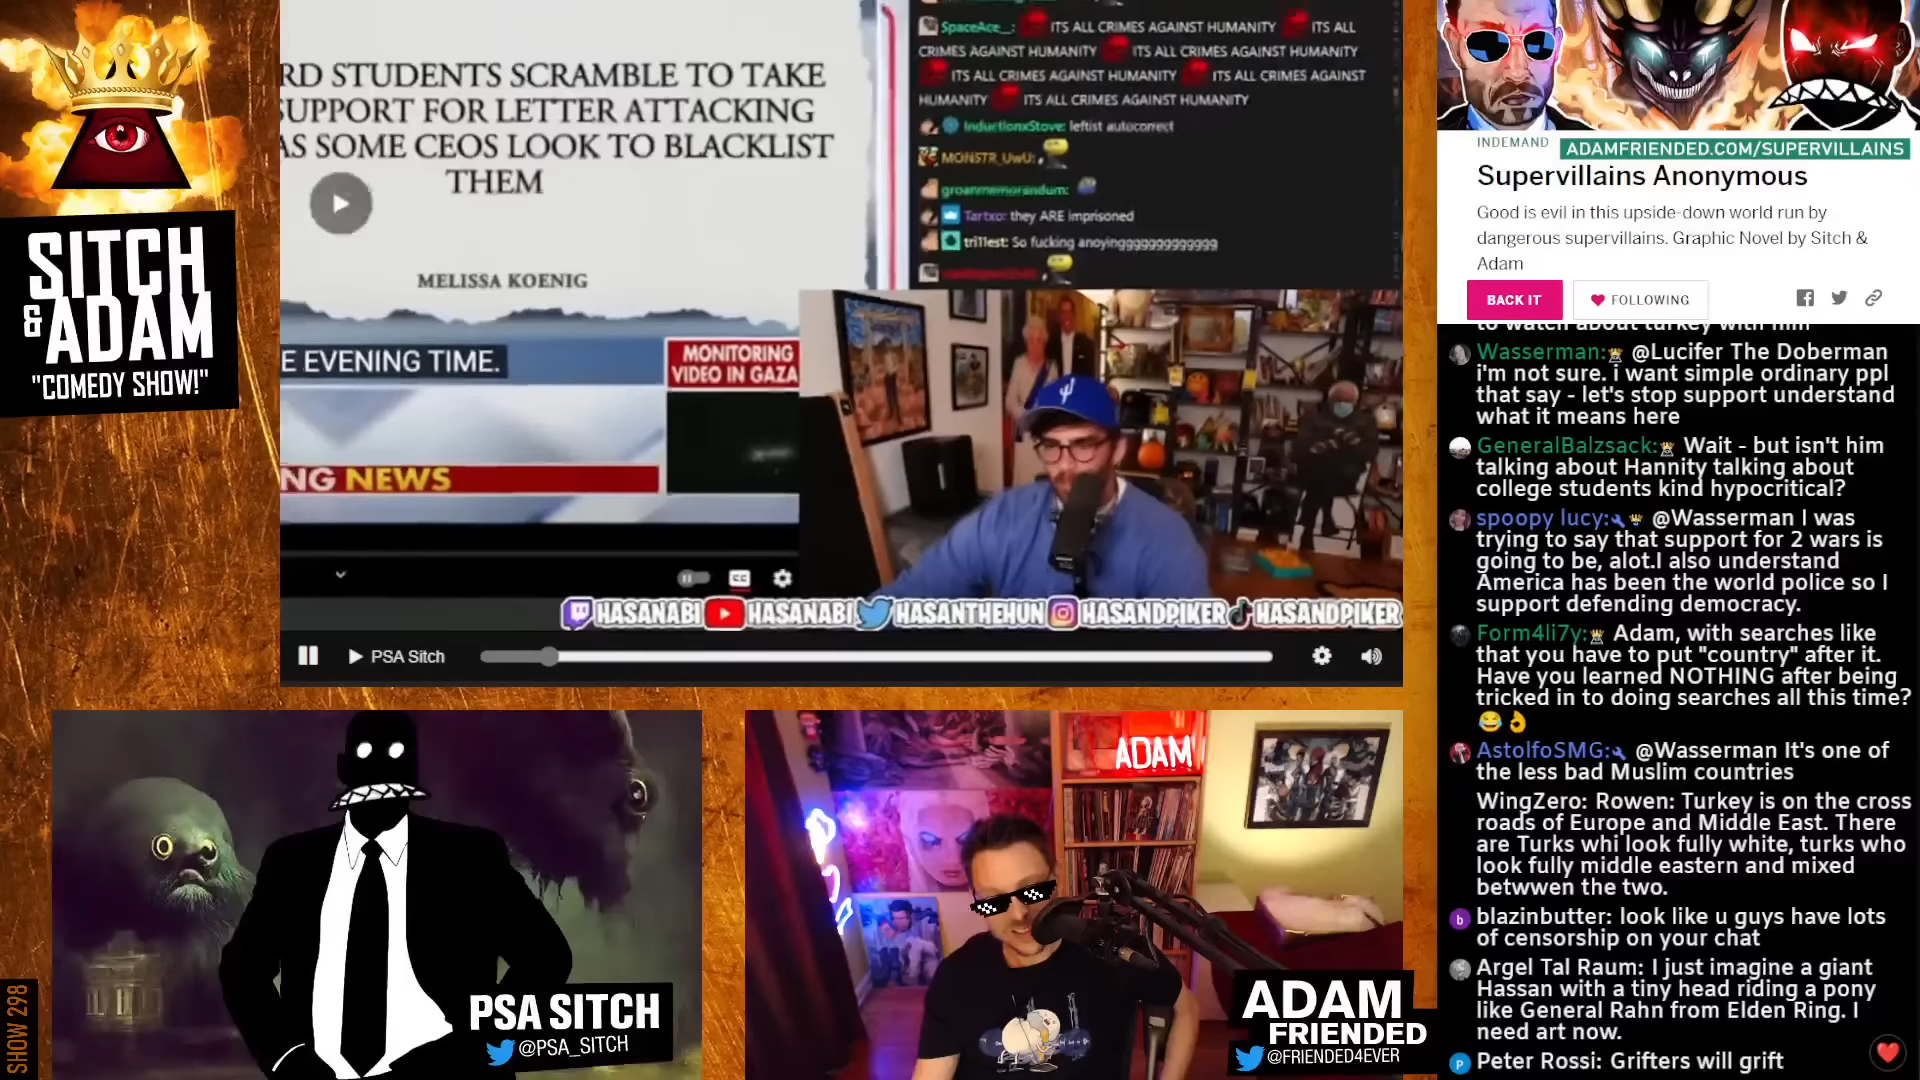 SITCH
& ADAM
"COMEDY SHOW!"
SHOW 298
RD STUDENTS SCRAMBLE TO TAKE
SUPPORT FOR LETTER ATTACKING
AS SOME CEOS LOOK TO BLACKLIST
THEM
MELISSA KOENIG
E EVENING TIME.
MONITORING
VIDEO IN GAZA
NG NEWS
SpaceAce_: ITS ALL CRIMES AGAINST HUMANITY ITS ALL
CRIMES AGAINST HUMANITY ITS ALL CRIMES AGAINST HUMANITY
ITS ALL CRIMES AGAINST HUMANITY ITS ALL CRIMES AGAINST
HUMANITY ITS ALL CRIMES AGAINST HUMANITY
InductionxStove: leftist autocorrect
MONSTR_UwU:
groanmemorandum:
Tartxo: they ARE imprisoned
tri11est: So fucking anoyinggggggggggggg
CC
HASANABI HASANABI HASANTHEHUN HASANDPIKER HASANDPIKER
PSA Sitch
ADAM
PSA SITCH
@PSA_SITCH
ADAM
FRIENDED
@FRIENDED4EVER
INDEMAND
ADAMFRIENDED.COM/SUPERVILLAINS
Supervillains Anonymous
Good is evil in this upside-down world run by
dangerous supervillains. Graphic Novel by Sitch &
Adam
BACK IT
FOLLOWING
to watch about turkey with him
Wasserman: @Lucifer The Doberman
i'm not sure. i want simple ordinary ppl
that say - let's stop support understand
what it means here
GeneralBalzsack: Wait - but isn't him
talking about Hannity talking about
college students kind hypocritical?
spoopy lucy: @Wasserman I was
trying to say that support for 2 wars is
going to be, alot.I also understand
America has been the world police so I
support defending democracy.
Form4li7y: Adam, with searches like
that you have to put "country" after it.
Have you learned NOTHING after being
tricked in to doing searches all this time?
😂👌
AstolfoSMG: @Wasserman It's one of
the less bad Muslim countries
WingZero: Rowen: Turkey is on the cross
roads of Europe and Middle East. There
are Turks whi look fully white, turks who
look fully middle eastern and mixed
betwwen the two.
b blazinbutter: look like u guys have lots
of censorship on your chat
Argel Tal Raum: I just imagine a giant
Hassan with a tiny head riding a pony
like General Rahn from Elden Ring. I
need art now.
P Peter Rossi: Grifters will grift